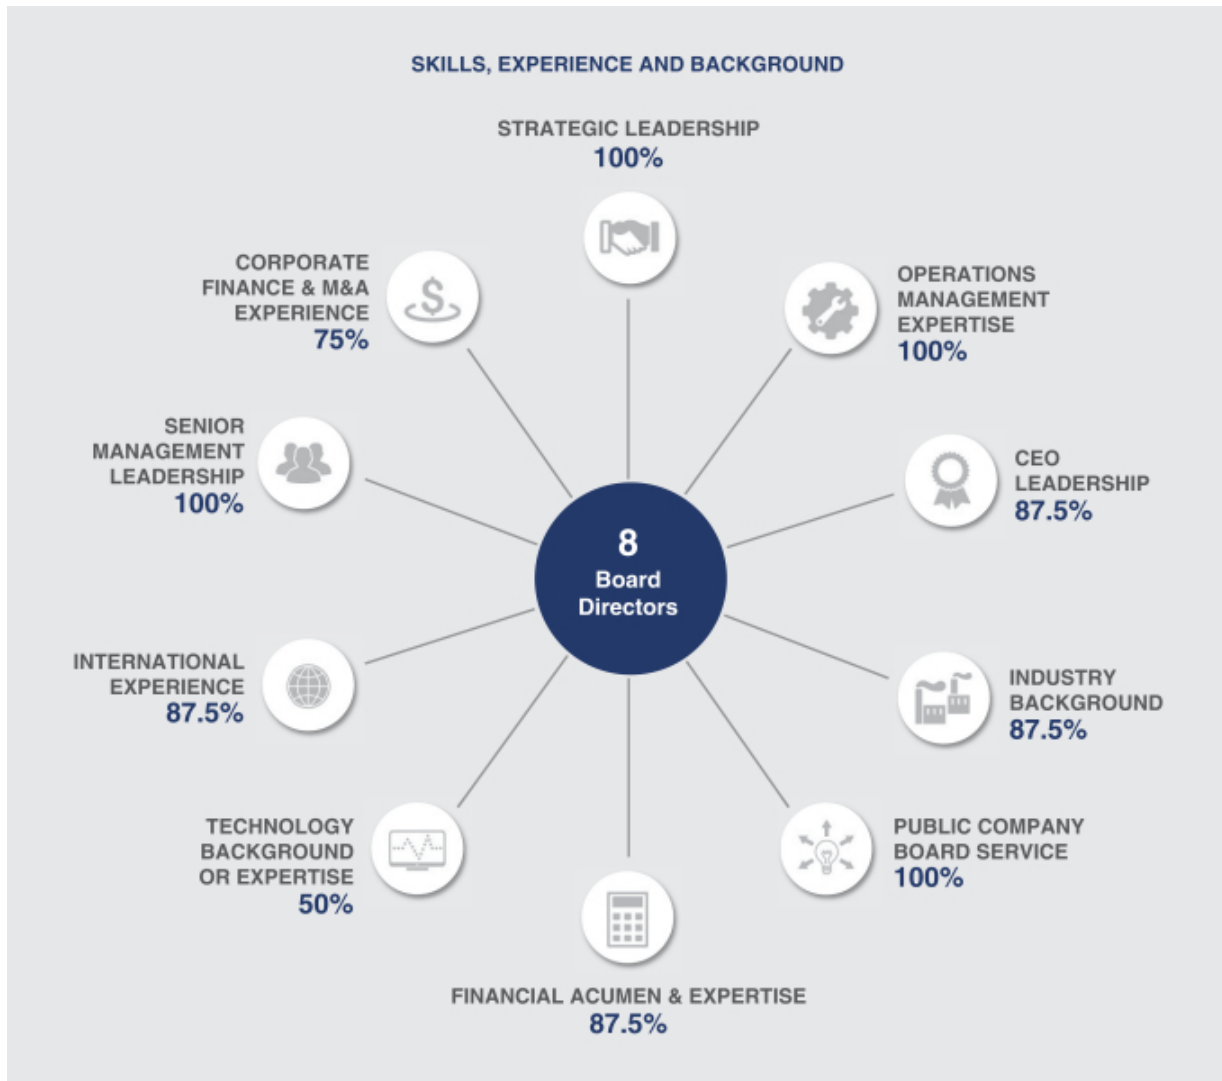 SKILLS, EXPERIENCE AND BACKGROUND
STRATEGIC LEADERSHIP
100%
OPERATIONS
MANAGEMENT
EXPERTISE
100%
CEO
LEADERSHIP
87.5%
INDUSTRY
BACKGROUND
87.5%
PUBLIC COMPANY
BOARD SERVICE
100%
FINANCIAL ACUMEN & EXPERTISE
87.5%
TECHNOLOGY
BACKGROUND
OR EXPERTISE
50%
INTERNATIONAL
EXPERIENCE
87.5%
SENIOR
MANAGEMENT
LEADERSHIP
100%
CORPORATE
FINANCE & M&A
EXPERIENCE
75%
8
Board
Directors
$